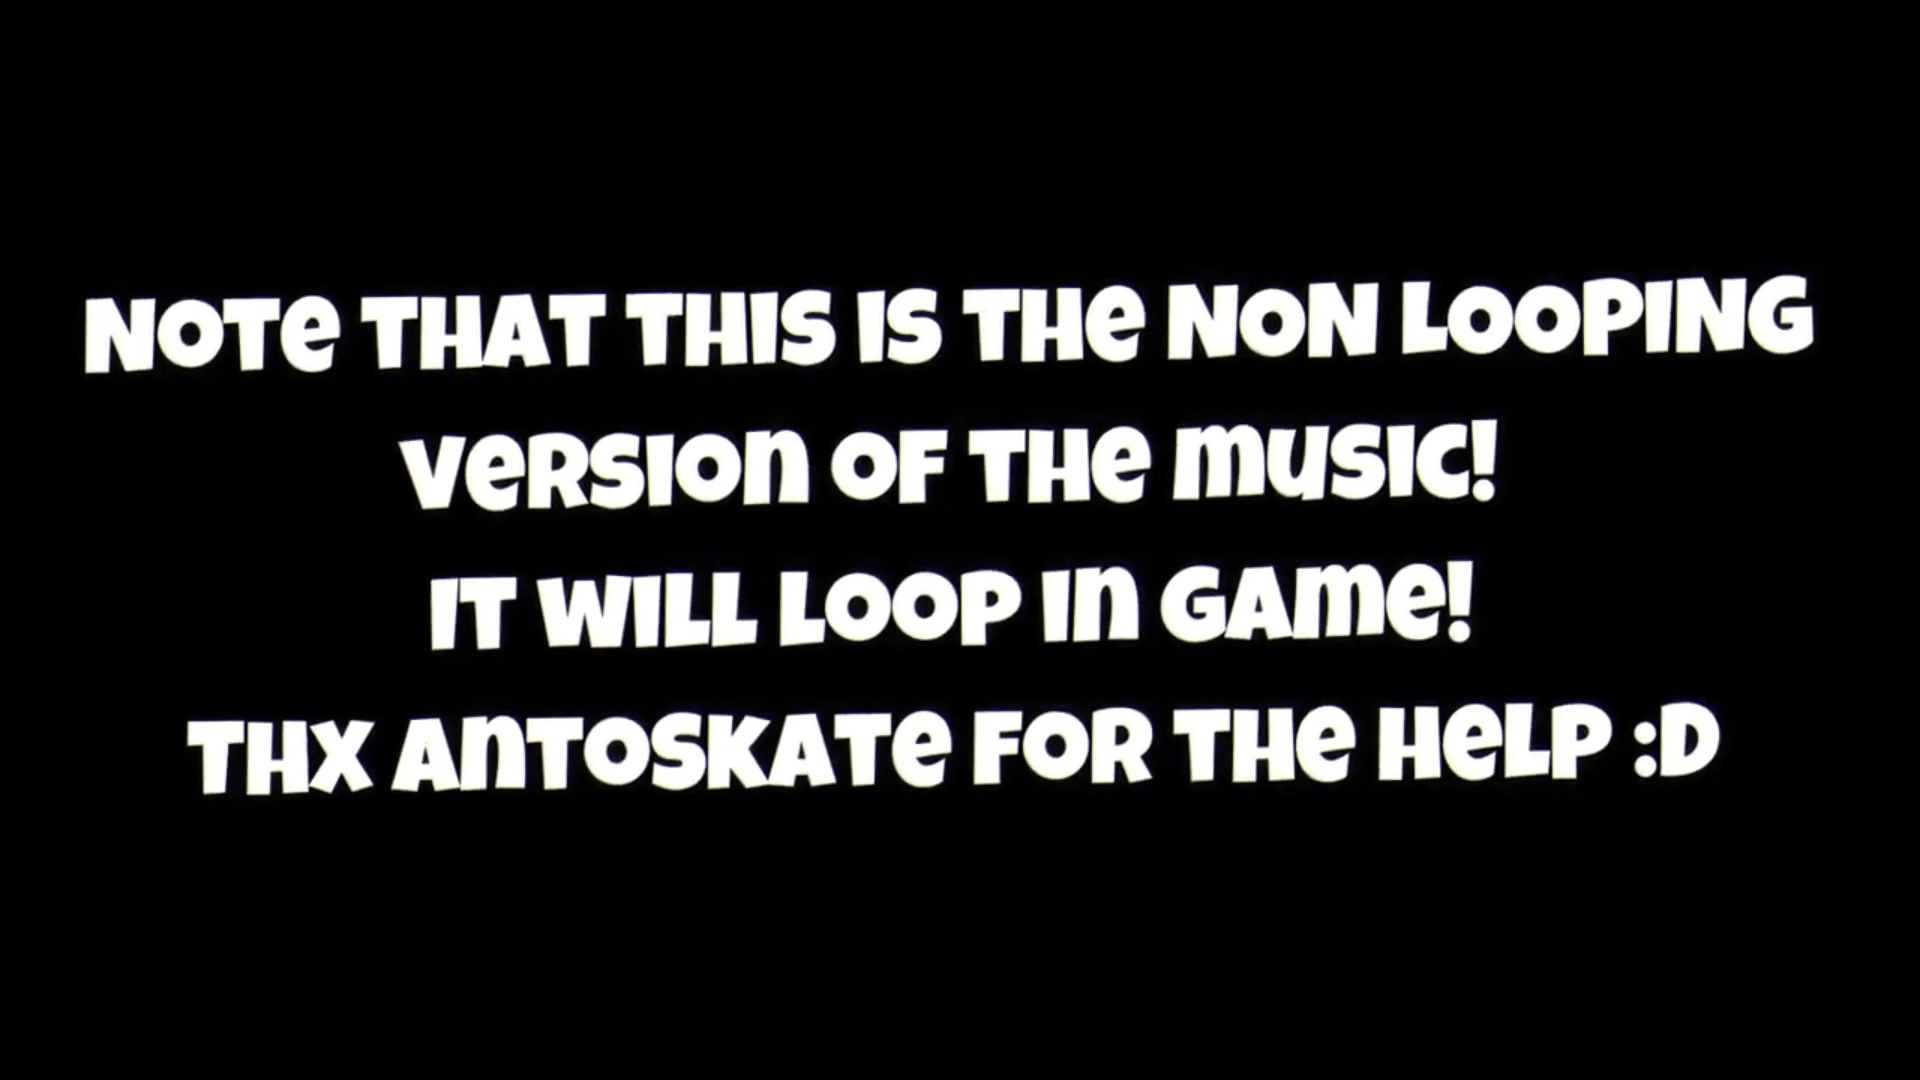 NOTE THAT THIS IS THE NON LOOPING
VERSION OF THE MUSIC!
IT WILL LOOP IN GAME!
THX ANTOSKATE FOR THE HELP :D